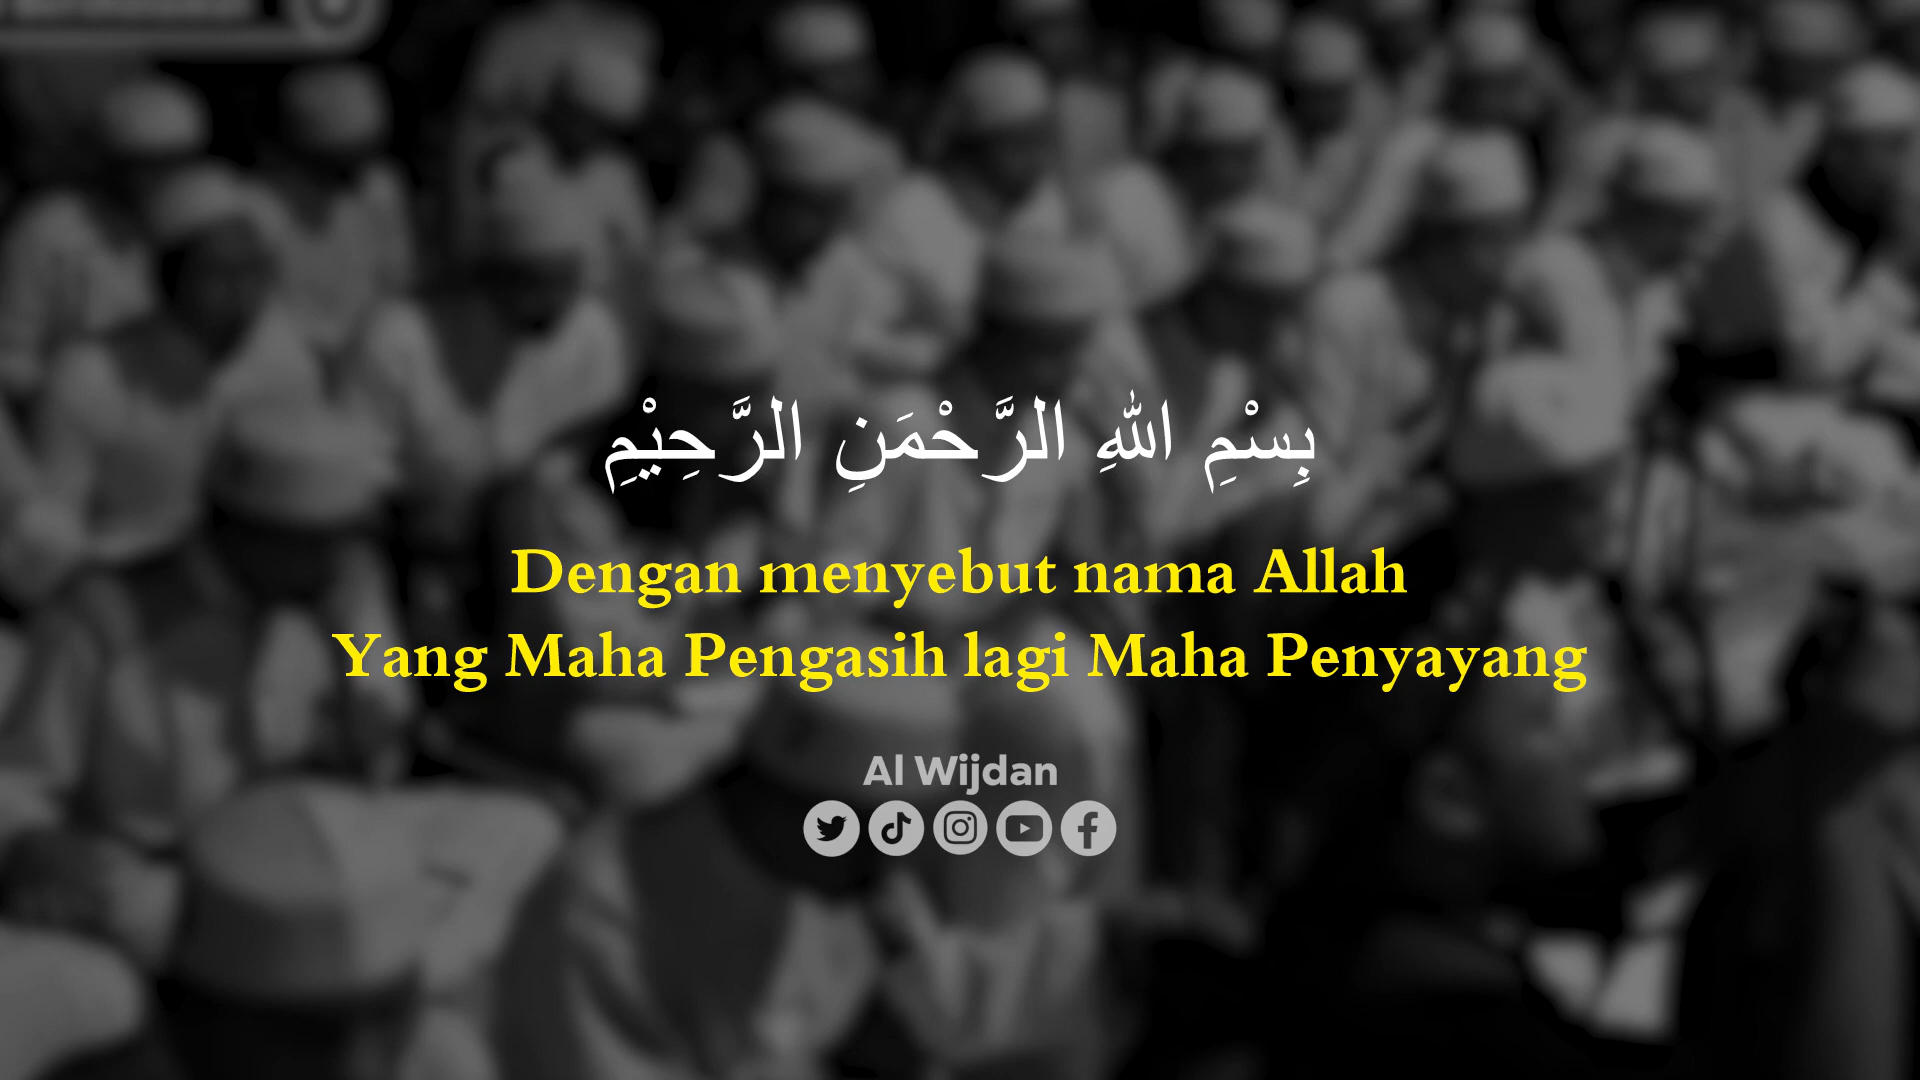 بِسْمِ اللهِ الرَّحْمَنِ الرَّحِيْمِ
Dengan menyebut nama Allah
Yang Maha Pengasih lagi Maha Penyayang
Al Wijdan